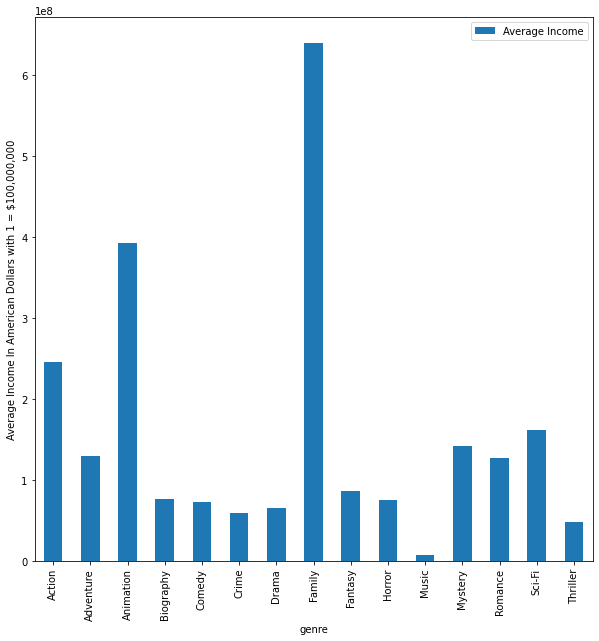 1e8
Average Income
6
5
4
3
2
1
0
Average Income In American Dollars with 1 = $100,000,000
Action
Adventure
Animation
Biography
Comedy
Crime
Drama
Family
Fantasy
Horror
Music
Mystery
Romance
Sci-Fi
Thriller
genre